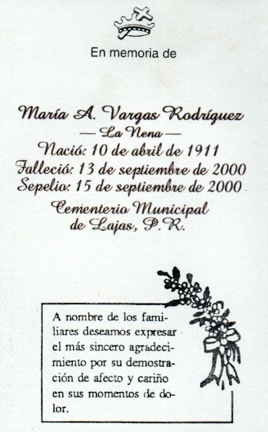 En memoria de
María A. Vargas Rodríguez
— La Nena —
Nació: 10 de abril de 1911
Falleció: 13 de septiembre de 2000
Sepelio: 15 de septiembre de 2000
Cementerio Municipal
de Lajas, P.R.
A nombre de los fami-
liares deseamos expresar
el más sincero agradeci-
miento por su demostra-
ción de afecto y cariño
en sus momentos de do-
lor.